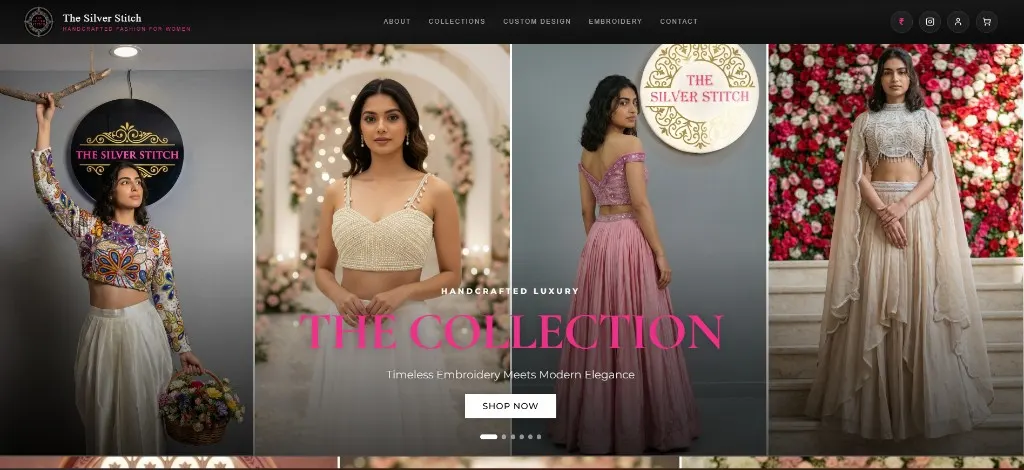 The Silver Stitch
HANDCRAFTED FASHION FOR WOMEN
ABOUT
COLLECTIONS
CUSTOM DESIGN
EMBROIDERY
CONTACT
₹
THE SILVER STITCH
THE
SILVER STITCH
HANDCRAFTED LUXURY
THE COLLECTION
Timeless Embroidery Meets Modern Elegance
SHOP NOW